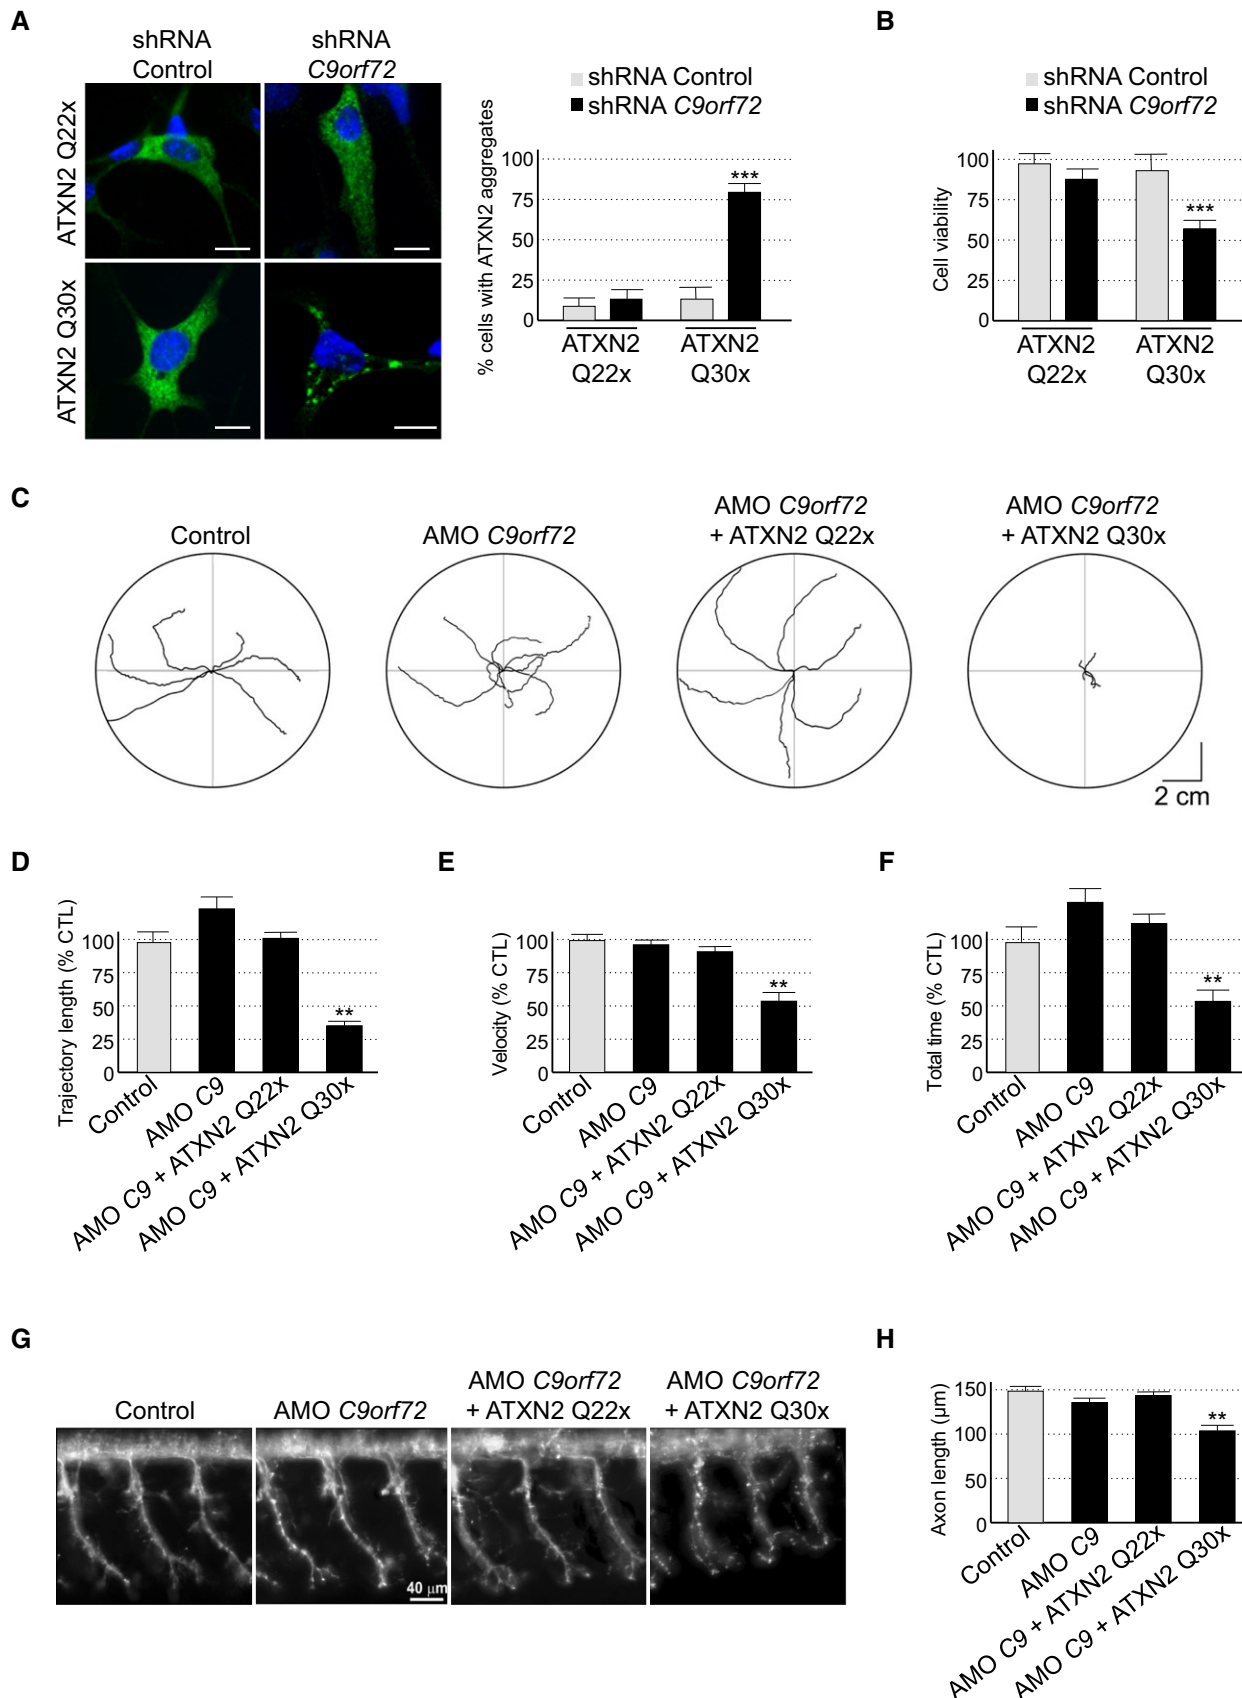 A
shRNA
Control
shRNA
C9orf72
ATXN2 Q22x
ATXN2 Q30x
shRNA Control
shRNA C9orf72
% cells with ATXN2 aggregates
100
75
50
25
0
***
ATXN2
Q22x
ATXN2
Q30x
B
shRNA Control
shRNA C9orf72
Cell viability
100
75
50
25
0
***
ATXN2
Q22x
ATXN2
Q30x
C
Control
AMO C9orf72
AMO C9orf72
+ ATXN2 Q22x
AMO C9orf72
+ ATXN2 Q30x
2 cm
D
Trajectory length (% CTL)
100
75
50
25
0
**
Control
AMO C9
AMO C9 + ATXN2 Q22x
AMO C9 + ATXN2 Q30x
E
Velocity (% CTL)
100
75
50
25
0
**
Control
AMO C9
AMO C9 + ATXN2 Q22x
AMO C9 + ATXN2 Q30x
F
Total time (% CTL)
100
75
50
25
0
**
Control
AMO C9
AMO C9 + ATXN2 Q22x
AMO C9 + ATXN2 Q30x
G
Control
AMO C9orf72
AMO C9orf72
+ ATXN2 Q22x
AMO C9orf72
+ ATXN2 Q30x
40 µm
H
Axon length (µm)
150
100
50
0
**
Control
AMO C9
AMO C9 + ATXN2 Q22x
AMO C9 + ATXN2 Q30x